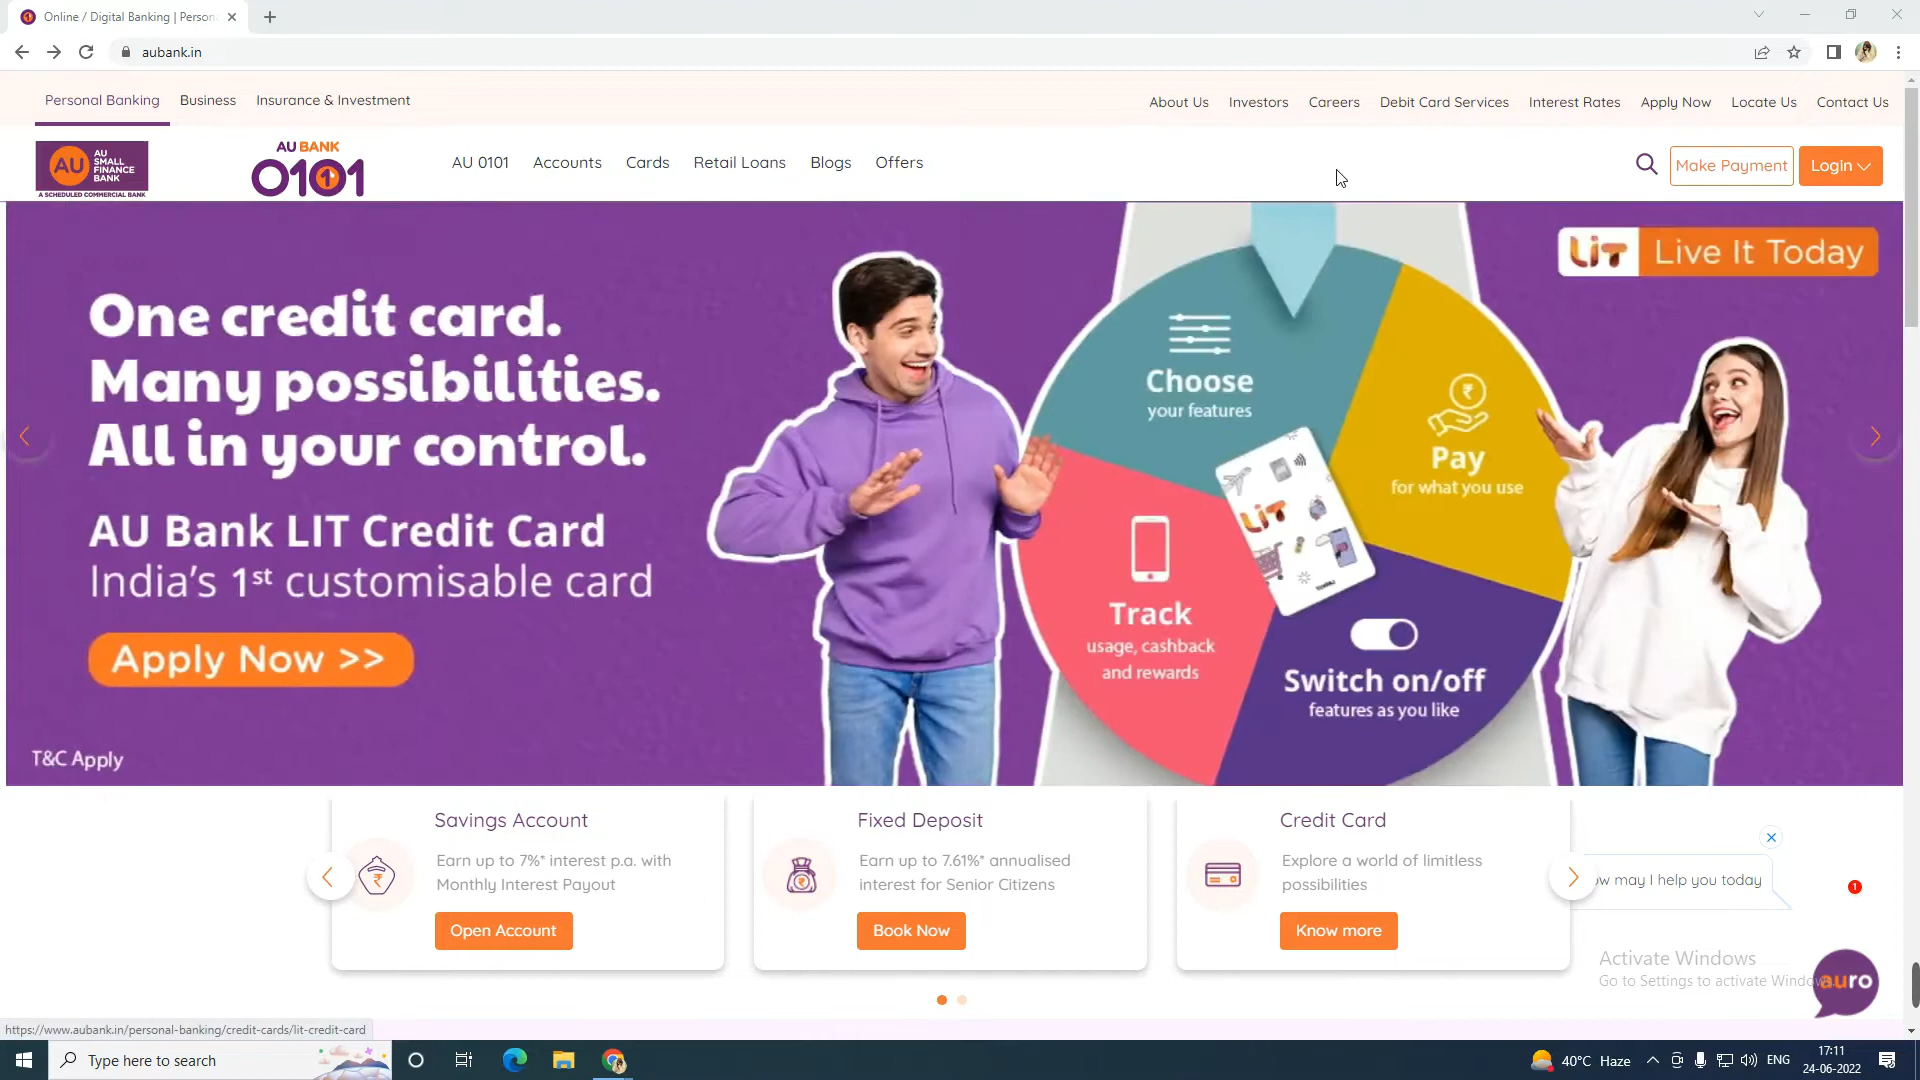 Online / Digital Banking | Person
aubank.in
Personal Banking Business Insurance & Investment
About Us Investors Careers Debit Card Services Interest Rates Apply Now Locate Us Contact Us
AU
AU
SMALL
FINANCE
BANK
A SCHEDULED COMMERCIAL BANK
AU BANK
0101
AU 0101 Accounts Cards Retail Loans Blogs Offers
Make Payment Login
LIT Live It Today
One credit card.
Many possibilities.
All in your control.
AU Bank LIT Credit Card
India's 1st customisable card
Apply Now >>
T&C Apply
Choose
your features
Pay
for what you use
LIT
Track
usage, cashback
and rewards
Switch on/off
features as you like
Savings Account
Earn up to 7%* interest p.a. with
Monthly Interest Payout
Open Account
Fixed Deposit
Earn up to 7.61%* annualised
interest for Senior Citizens
Book Now
Credit Card
Explore a world of limitless
possibilities
Know more
ow may I help you today
1
Activate Windows
Go to Settings to activate Windows
auro
https://www.aubank.in/personal-banking/credit-cards/lit-credit-card
Type here to search
40°C Haze
ENG
17:11
24-06-2022